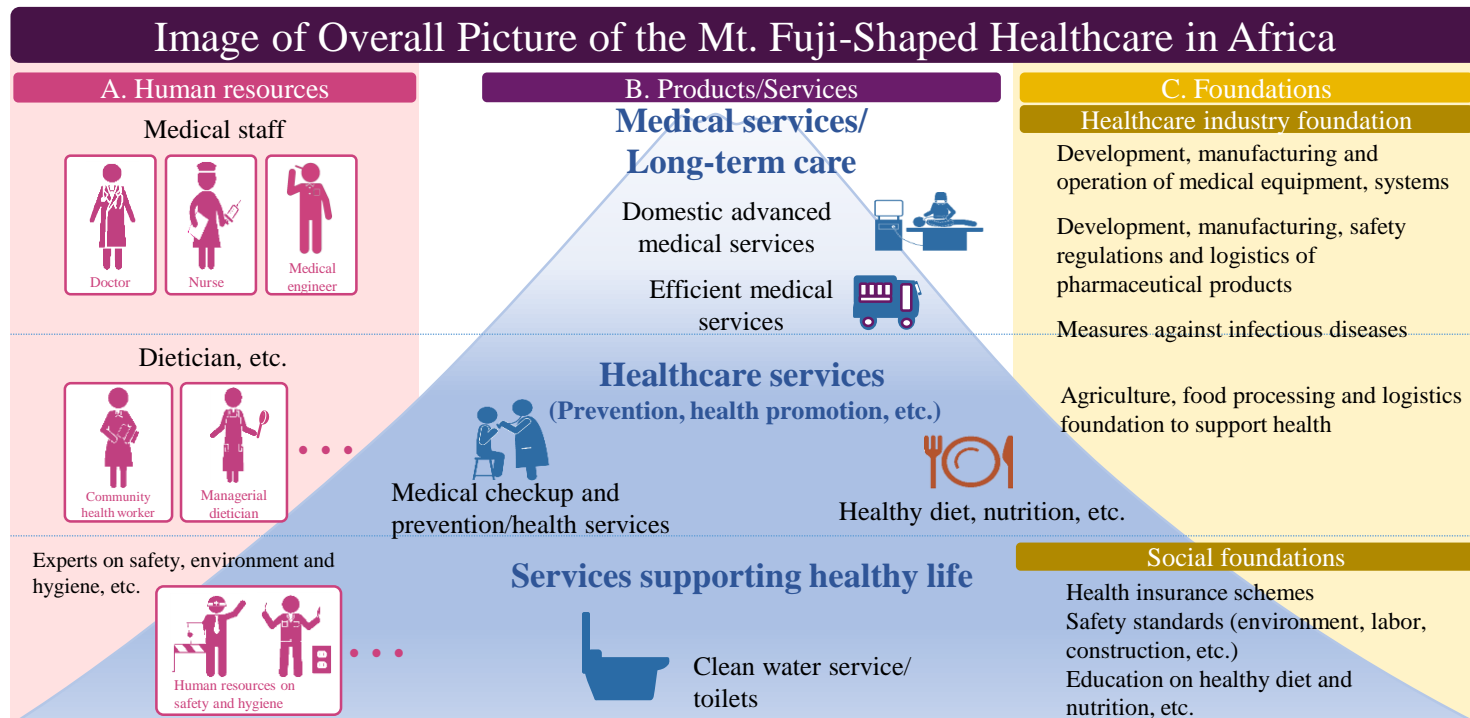 Image of Overall Picture of the Mt. Fuji-Shaped Healthcare in Africa
A. Human resources
Medical staff
Doctor
Nurse
Medical
engineer
Dietician, etc.
Community
health worker
Managerial
dietician
• • •
Experts on safety, environment and
hygiene, etc.
Human resources on
safety and hygiene
• • •
B. Products/Services
Medical services/
Long-term care
Domestic advanced
medical services
Efficient medical
services
Healthcare services
(Prevention, health promotion, etc.)
Medical checkup and
prevention/health services
Healthy diet, nutrition, etc.
Services supporting healthy life
Clean water service/
toilets
C. Foundations
Healthcare industry foundation
Development, manufacturing and
operation of medical equipment, systems
Development, manufacturing, safety
regulations and logistics of
pharmaceutical products
Measures against infectious diseases
Agriculture, food processing and logistics
foundation to support health
Social foundations
Health insurance schemes
Safety standards (environment, labor,
construction, etc.)
Education on healthy diet and
nutrition, etc.